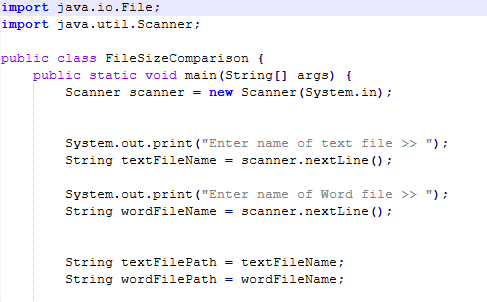 import java.io.File;
import java.util.Scanner;
public class FileSizeComparison {
public static void main(String[] args) {
Scanner scanner = new Scanner(System.in);
System.out.print("Enter name of text file >> ");
String textFileName = scanner.nextLine();
System.out.print("Enter name of Word file >> ");
String wordFileName = scanner.nextLine();
String textFilePath = textFileName;
String wordFilePath = wordFileName;